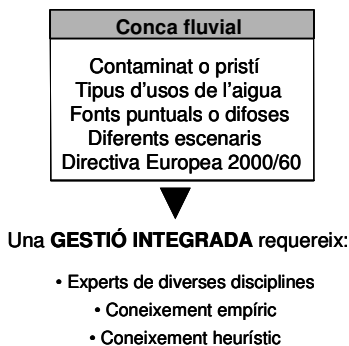 Conca fluvial
Contaminat o pristí
Tipus d'usos de l'aigua
Fonts puntuals o difoses
Diferents escenaris
Directiva Europea 2000/60
Una GESTIÓ INTEGRADA requereix:
• Experts de diverses disciplines
• Coneixement empíric
• Coneixement heurístic